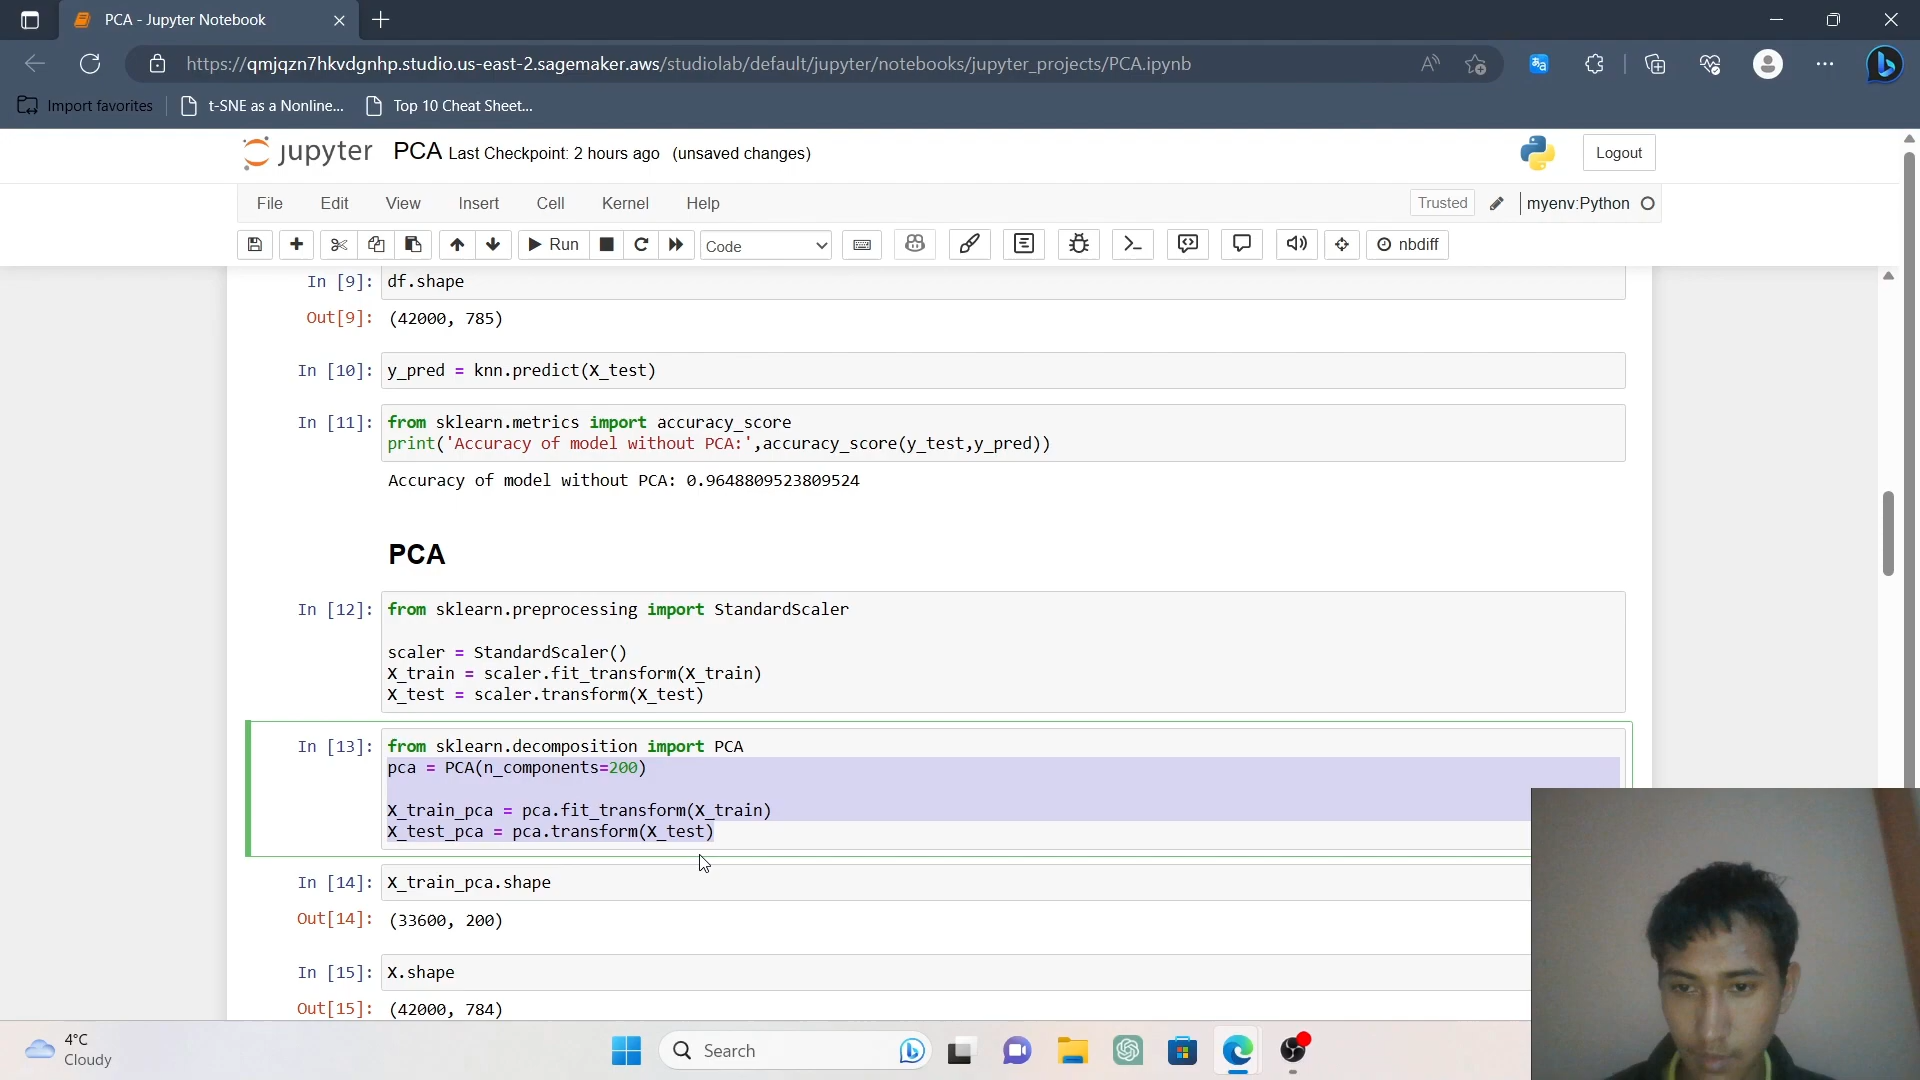 PCA - Jupyter Notebook
https://qmjqzn7hkvdgnhp.studio.us-east-2.sagemaker.aws/studiolab/default/jupyter/notebooks/jupyter_projects/PCA.ipynb
Import favorites
t-SNE as a Nonline...
Top 10 Cheat Sheet...
jupyter PCA Last Checkpoint: 2 hours ago (unsaved changes)
Logout
File Edit View Insert Cell Kernel Help
Trusted
myenv:Python
Run
Code
nbdiff
In [9]: df.shape
Out[9]: (42000, 785)
In [10]: y_pred = knn.predict(X_test)
In [11]: from sklearn.metrics import accuracy_score
print('Accuracy of model without PCA:',accuracy_score(y_test,y_pred))
Accuracy of model without PCA: 0.9648809523809524
PCA
In [12]: from sklearn.preprocessing import StandardScaler
scaler = StandardScaler()
X_train = scaler.fit_transform(X_train)
X_test = scaler.transform(X_test)
In [13]: from sklearn.decomposition import PCA
pca = PCA(n_components=200)
X_train_pca = pca.fit_transform(X_train)
X_test_pca = pca.transform(X_test)
In [14]: X_train_pca.shape
Out[14]: (33600, 200)
In [15]: X.shape
Out[15]: (42000, 784)
4°C
Cloudy
Search